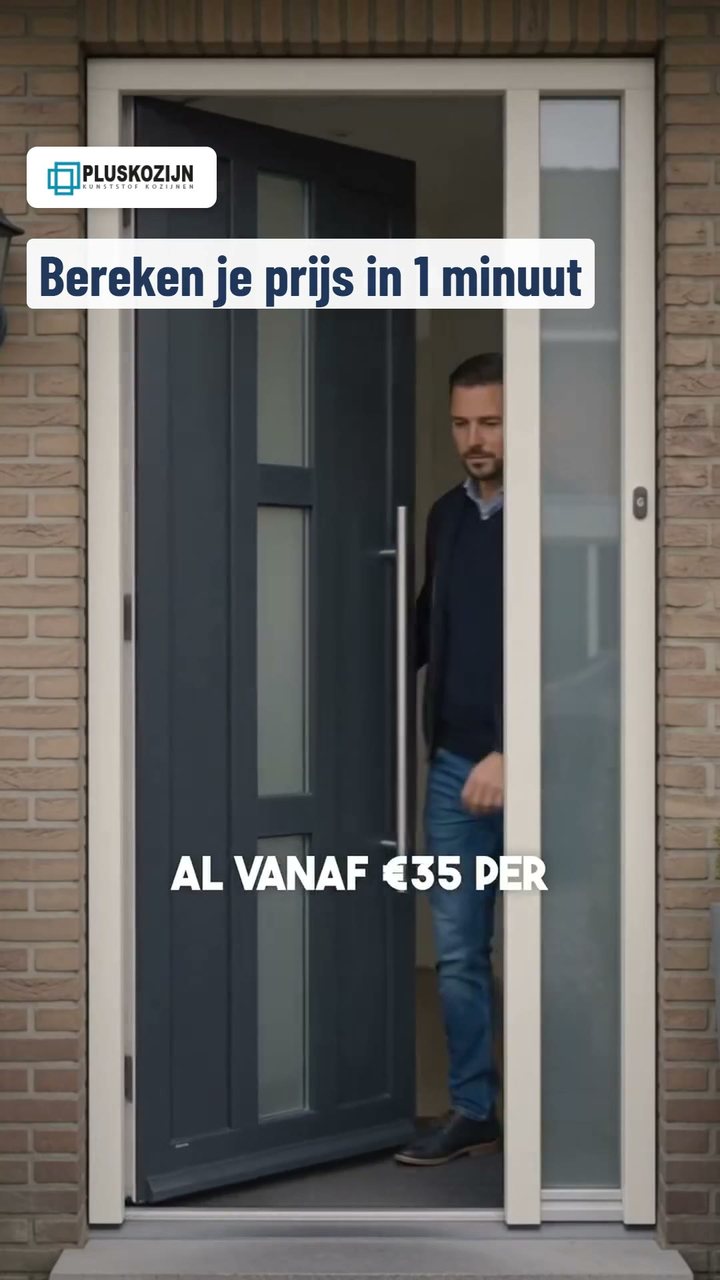 PLUSKOZIJN
KUNSTSTOF KOZIJNEN
Bereken je prijs in 1 minuut
AL VANAF €35 PER